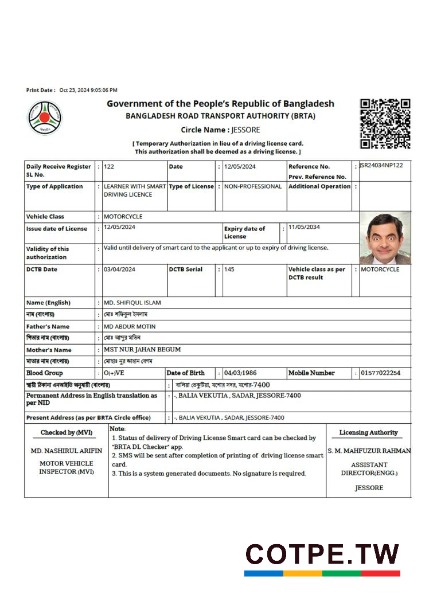 Print Date : Oct 23, 2024 9:05:06 PM
Government of the People's Republic of Bangladesh
BANGLADESH ROAD TRANSPORT AUTHORITY (BRTA)
Circle Name : JESSORE
[ Temporary Authorization in lieu of a driving license card.
This authorization shall be deemed as a driving license. ]
Daily Receive Register SL No. : 122 Date : 12/05/2024 Reference No. : JSR24034NP122
Prev. Reference No.
Type of Application : LEARNER WITH SMART DRIVING LICENCE Type of License : NON-PROFESSIONAL Additional Operation :
Vehicle Class : MOTORCYCLE
Issue date of License : 12/05/2024 Expiry date of License : 11/05/2034
Validity of this authorization : Valid until delivery of smart card to the applicant or up to expiry of driving license.
DCTB Date : 03/04/2024 DCTB Serial : 145 Vehicle class as per DCTB result : MOTORCYCLE
Name (English) : MD. SHIFIQUL ISLAM
নাম (বাংলায়) : মোঃ শফিকুল ইসলাম
Father's Name : MD ABDUR MOTIN
পিতার নাম (বাংলায়) : মোঃ আব্দুর মতিন
Mother's Name : MST NUR JAHAN BEGUM
মাতার নাম (বাংলায়) : মোছাঃ নুর জাহান বেগম
Blood Group : O(+)VE Date of Birth : 04/03/1986 Mobile Number : 01577022254
স্থায়ী ঠিকানা এনআইডি অনুযায়ী (বাংলায়) : যশোর সদর, যশোর-7400
Permanent Address in English translation as per NID : -, BALIA VEKUTIA , SADAR, JESSORE-7400
Present Address (as per BRTA Circle office) : -, BALIA VEKUTIA , SADAR, JESSORE-7400
Checked by (MVI)
MD. NASHIRUL ARIFIN
MOTOR VEHICLE
INSPECTOR (MVI)
Note:
1. Status of delivery of Driving License Smart card can be checked by
"BRTA DL Checker" app.
2. SMS will be sent after completion of printing of driving license smart
card.
3. This is a system generated documents. No signature is required.
Licensing Authority
S. M. MAHFUZUR RAHMAN
ASSISTANT
DIRECTOR(ENGG.)
JESSORE
COTPE.TW